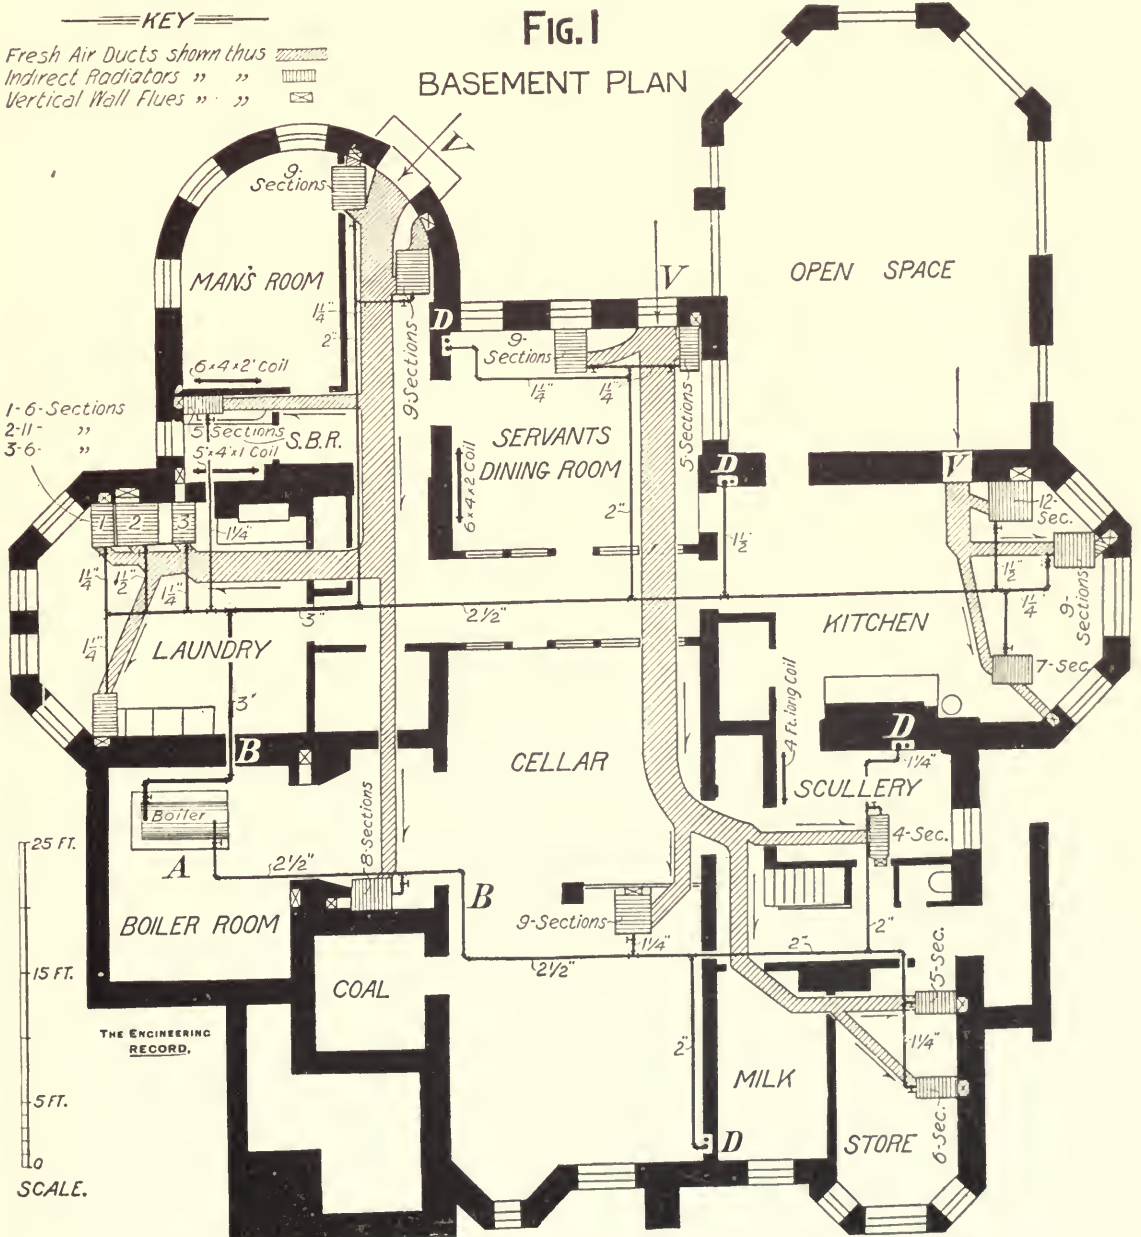 KEY
Fresh Air Ducts shown thus
Indirect Radiators " "
Vertical Wall Flues " "
FIG. 1
BASEMENT PLAN
V
9-
Sections
MAN'S ROOM
1¼"
2"
6×4×2' Coil
9-Sections
1-6-Sections
2-11- "
3-6- "
5 Sections
5'×4'×1 Coil
S.B.R.
D
9-
Sections
V
1¼"
1¼"
5-Sections
SERVANTS
DINING ROOM
6×4×2 Coil
2"
OPEN SPACE
D
1½"
V
12-
Sec.
1½"
1¼"
9-
Sections
KITCHEN
7-Sec.
1
2
3
1¼"
1½"
1¼"
1¼"
1¼"
3"
2½"
LAUNDRY
3"
B
Boiler
A
2½"
8-Sections
BOILER ROOM
CELLAR
B
9-Sections
1¼"
2½"
4 Ft. long Coil
D
1¼"
SCULLERY
4-Sec.
2"
2"
5-Sec.
1¼"
6-Sec.
COAL
2"
MILK
D
STORE
THE ENGINEERING
RECORD.
25 FT.
15 FT.
5 FT.
0
SCALE.